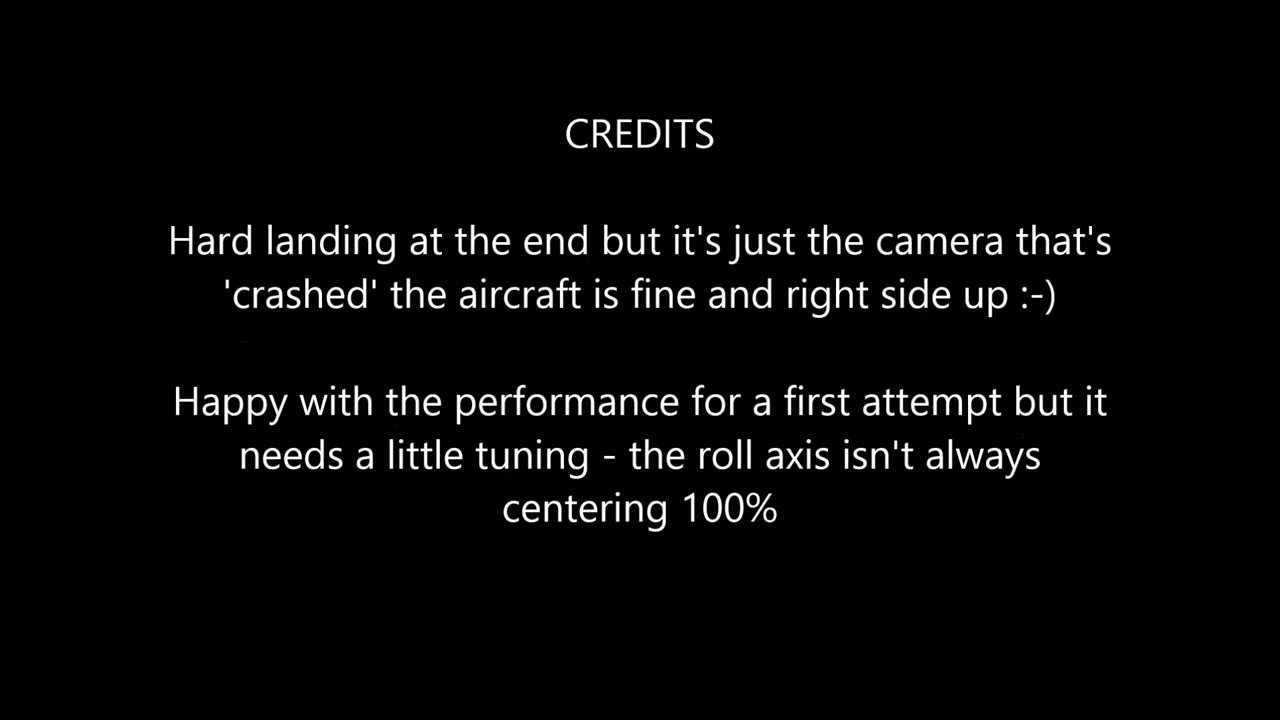 CREDITS
Hard landing at the end but it's just the camera that's
'crashed' the aircraft is fine and right side up :-)
Happy with the performance for a first attempt but it
needs a little tuning - the roll axis isn't always
centering 100%